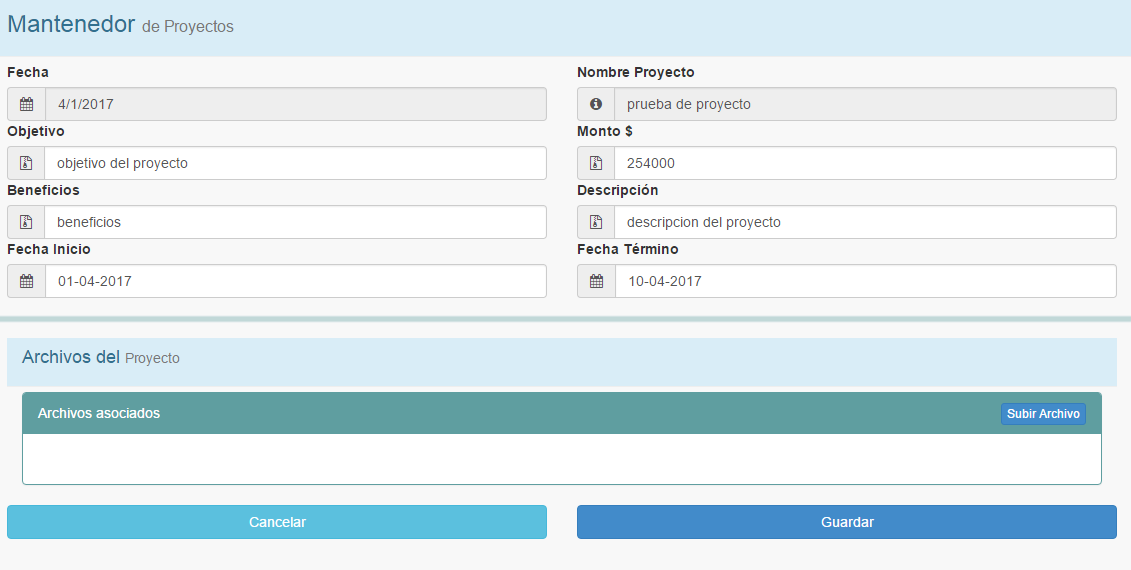 Mantenedor de Proyectos
Fecha Nombre Proyecto
4/1/2017 prueba de proyecto
Objetivo Monto $
objetivo del proyecto 254000
Beneficios Descripción
beneficios descripcion del proyecto
Fecha Inicio Fecha Término
01-04-2017 10-04-2017
Archivos del Proyecto
Archivos asociados Subir Archivo
Cancelar Guardar